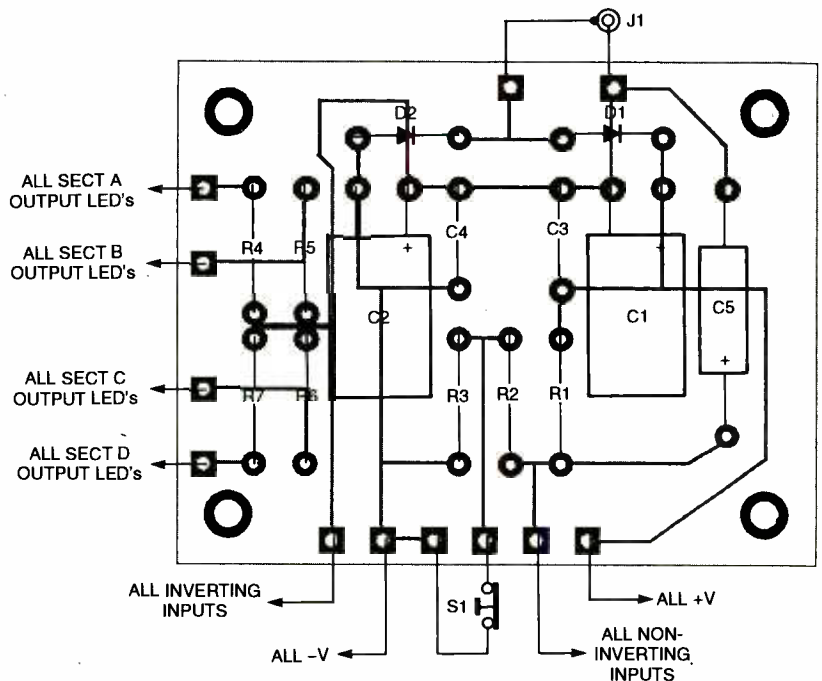 J1
D2
D1
ALL SECT A
OUTPUT LED's
R4
R5
C4
C3
+
+
ALL SECT B
OUTPUT LED's
C2
C1
C5
+
ALL SECT C
OUTPUT LED's
R7
R6
R3
R2
R1
ALL SECT D
OUTPUT LED's
ALL INVERTING
INPUTS
S1
ALL +V
ALL –V
ALL NON-
INVERTING
INPUTS